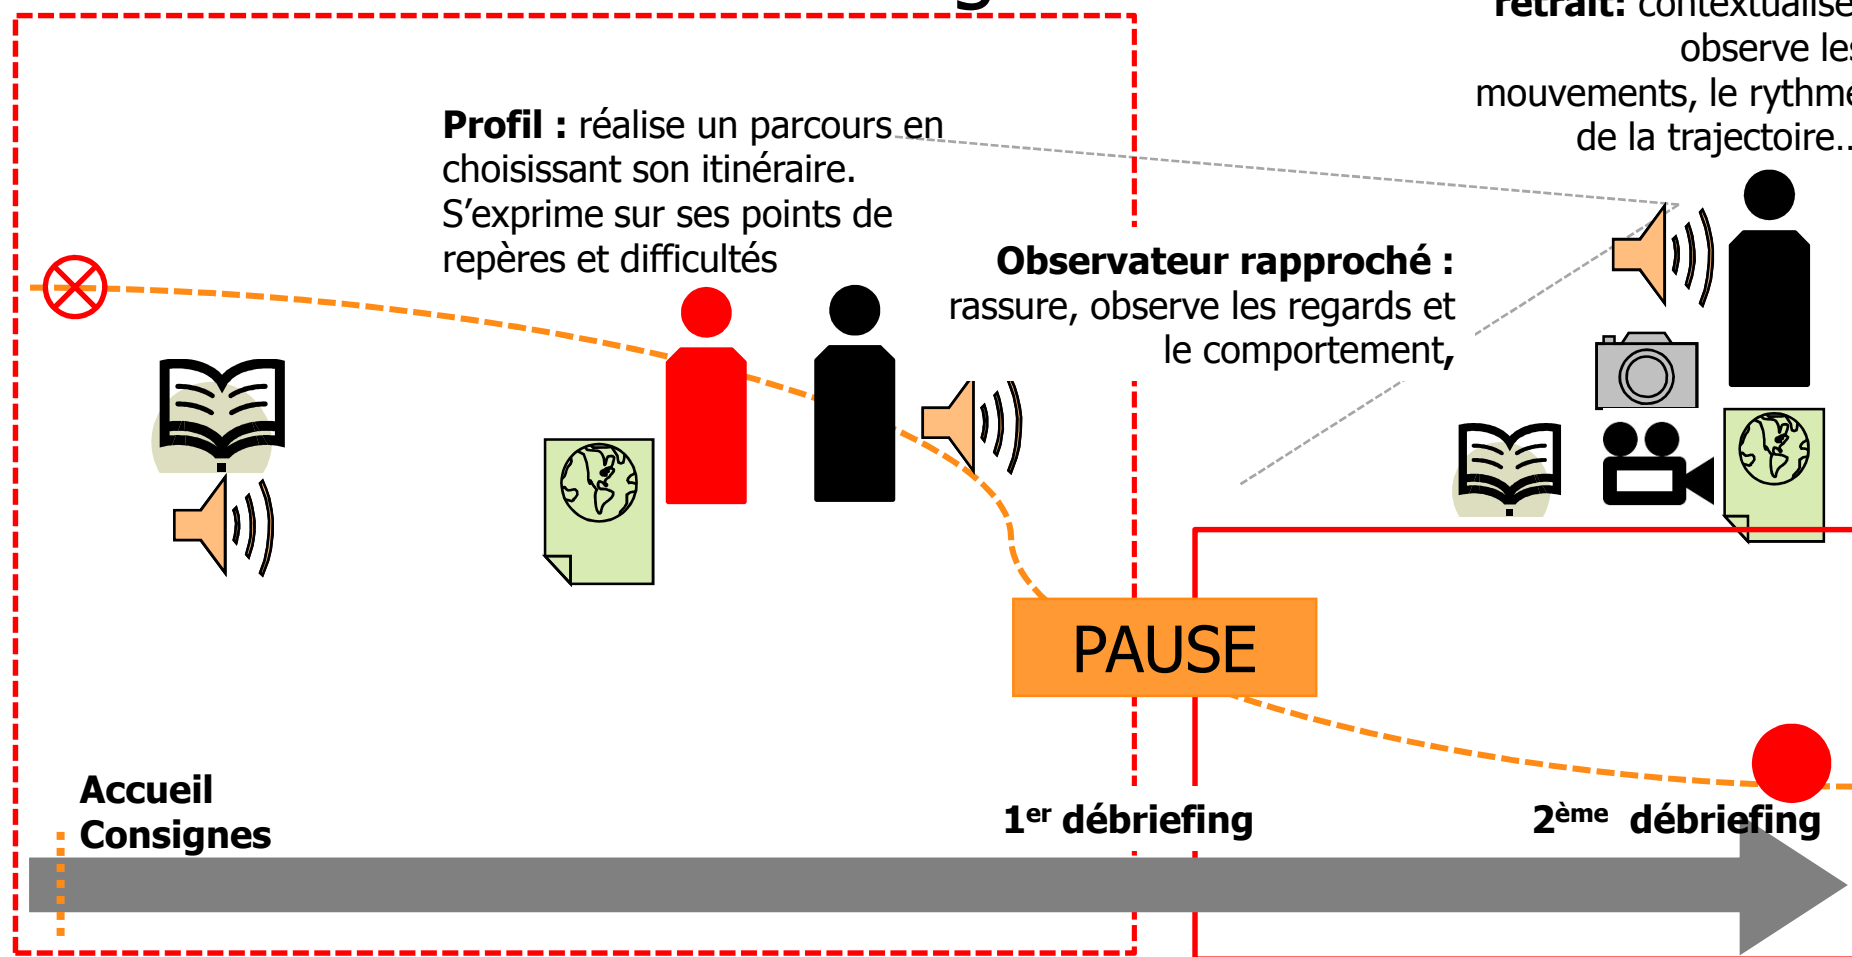 retrait: contextualise
observe les
mouvements, le rythme
de la trajectoire..
Profil : réalise un parcours en
choisissant son itinéraire.
S’exprime sur ses points de
repères et difficultés
Observateur rapproché :
rassure, observe les regards et
le comportement,
PAUSE
Accueil
Consignes
1er débriefing
2ème débriefing